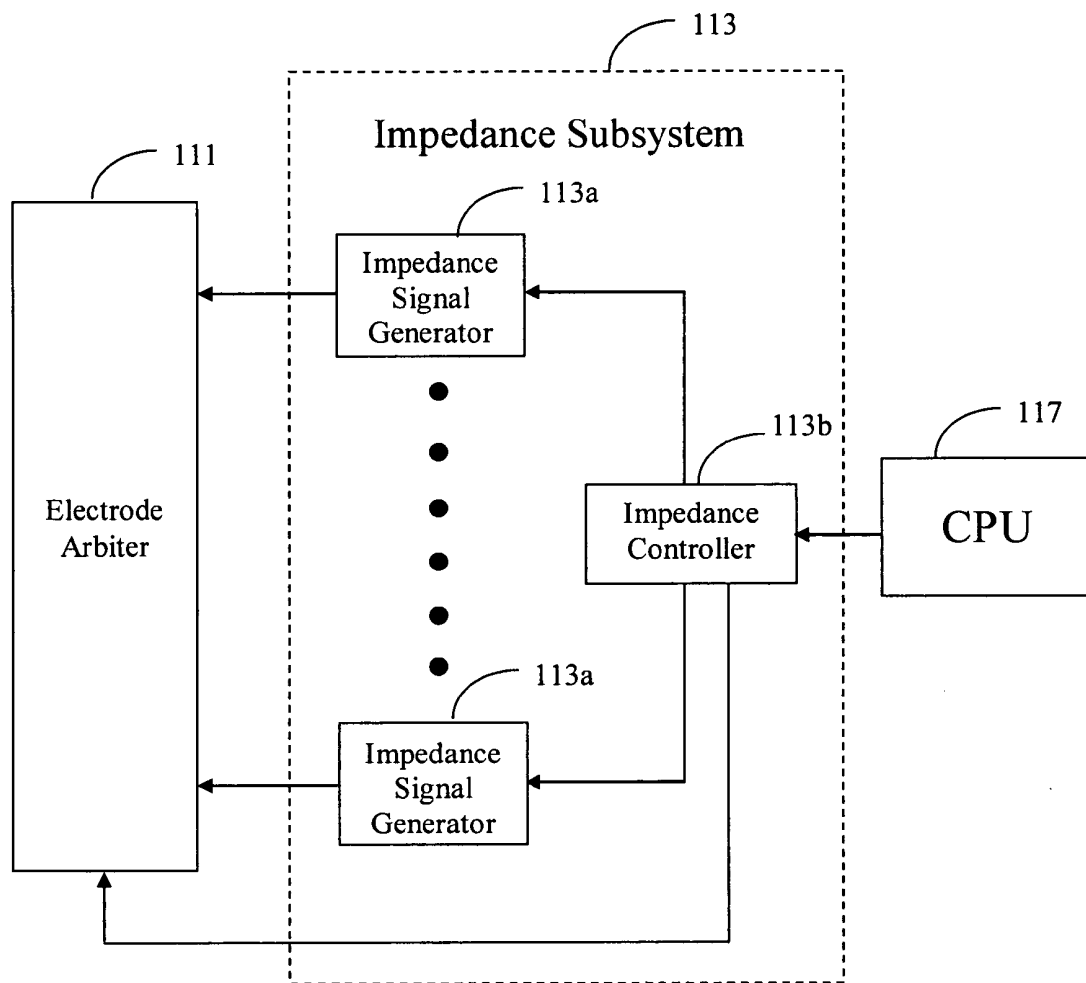 113
Impedance Subsystem
111
113a
Impedance
Signal
Generator
117
113b
CPU
Impedance
Controller
Electrode
Arbiter
113a
Impedance
Signal
Generator